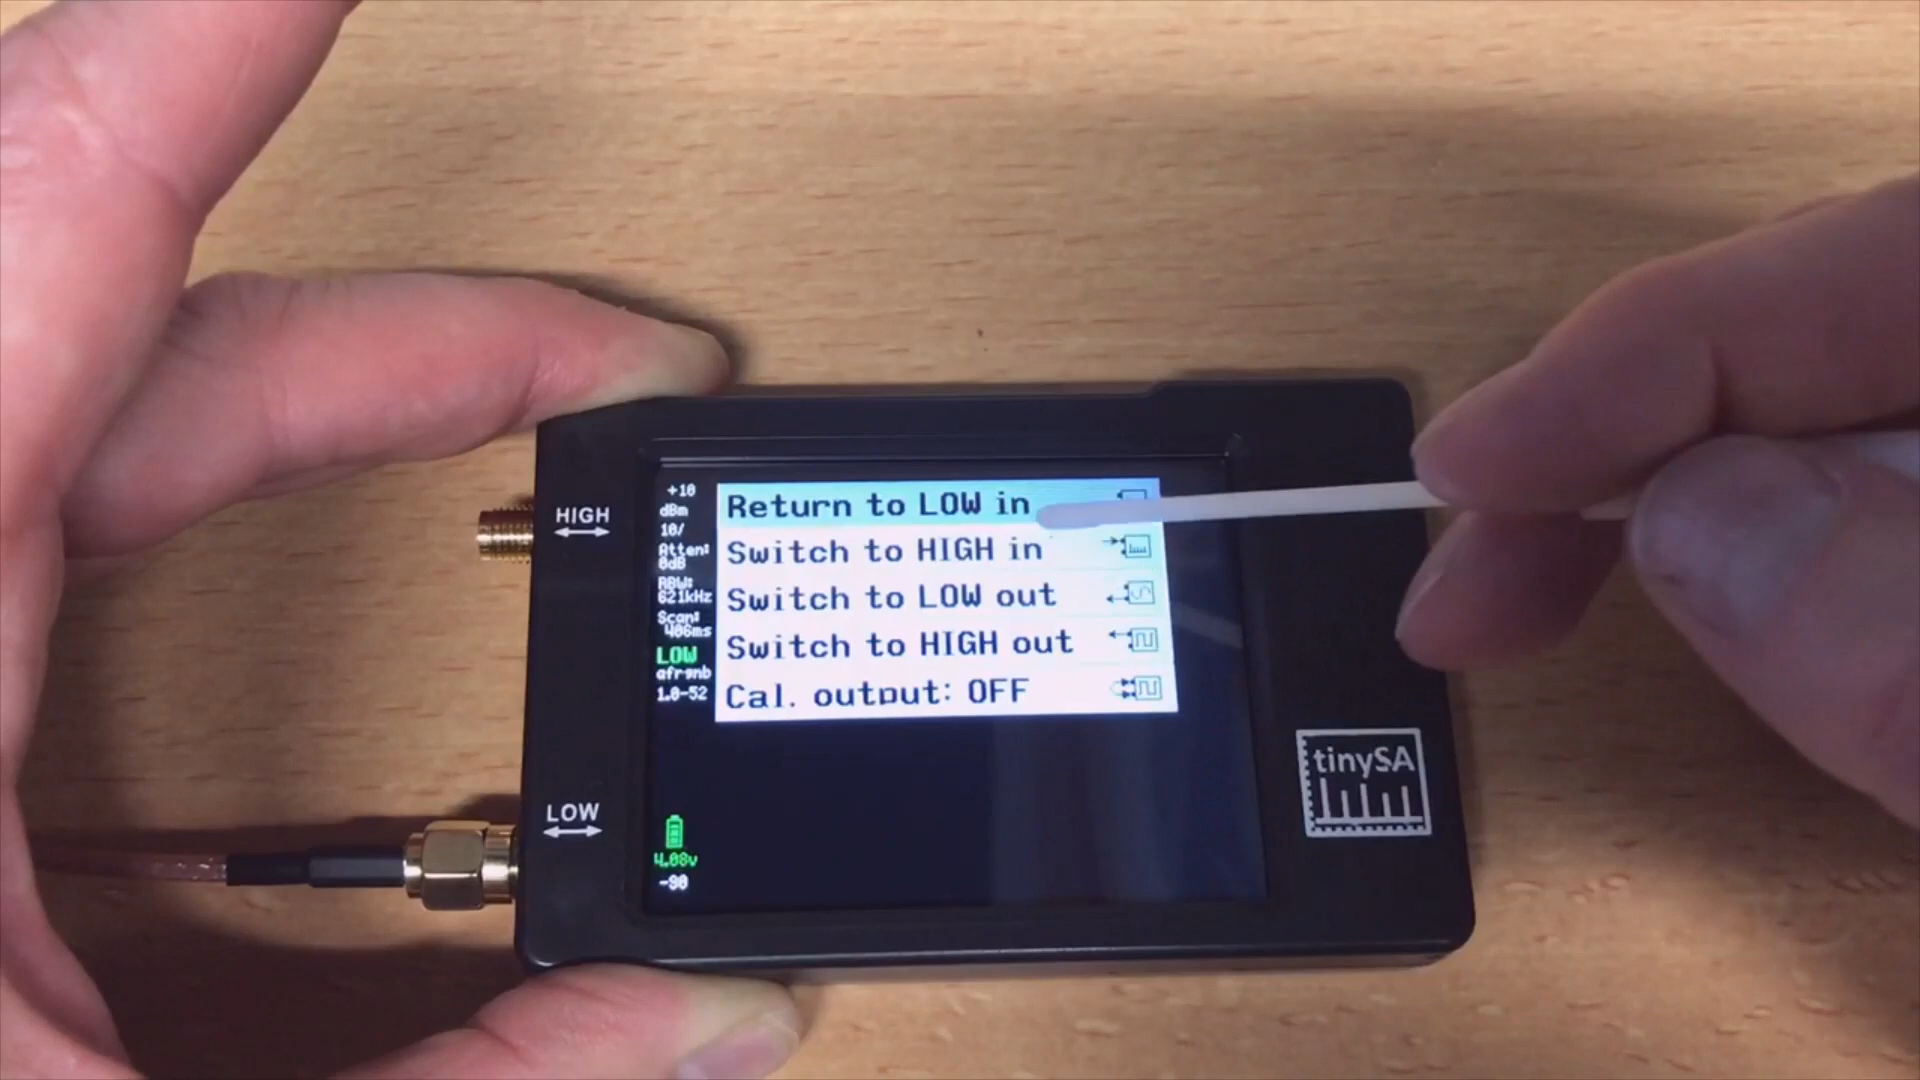 HIGH
LOW
+10
dBm
10/
Atten:
0dB
RBW:
621kHz
Scan:
406ms
LOW
afrgnb
1.0-52
4.08v
-90
Return to LOW in
Switch to HIGH in
Switch to LOW out
Switch to HIGH out
Cal. output: OFF
tinySA